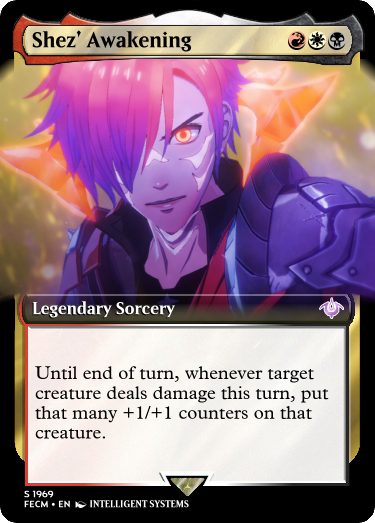 Shez' Awakening
Legendary Sorcery
Until end of turn, whenever target
creature deals damage this turn, put
that many +1/+1 counters on that
creature.
S 1969
FECM • EN INTELLIGENT SYSTEMS